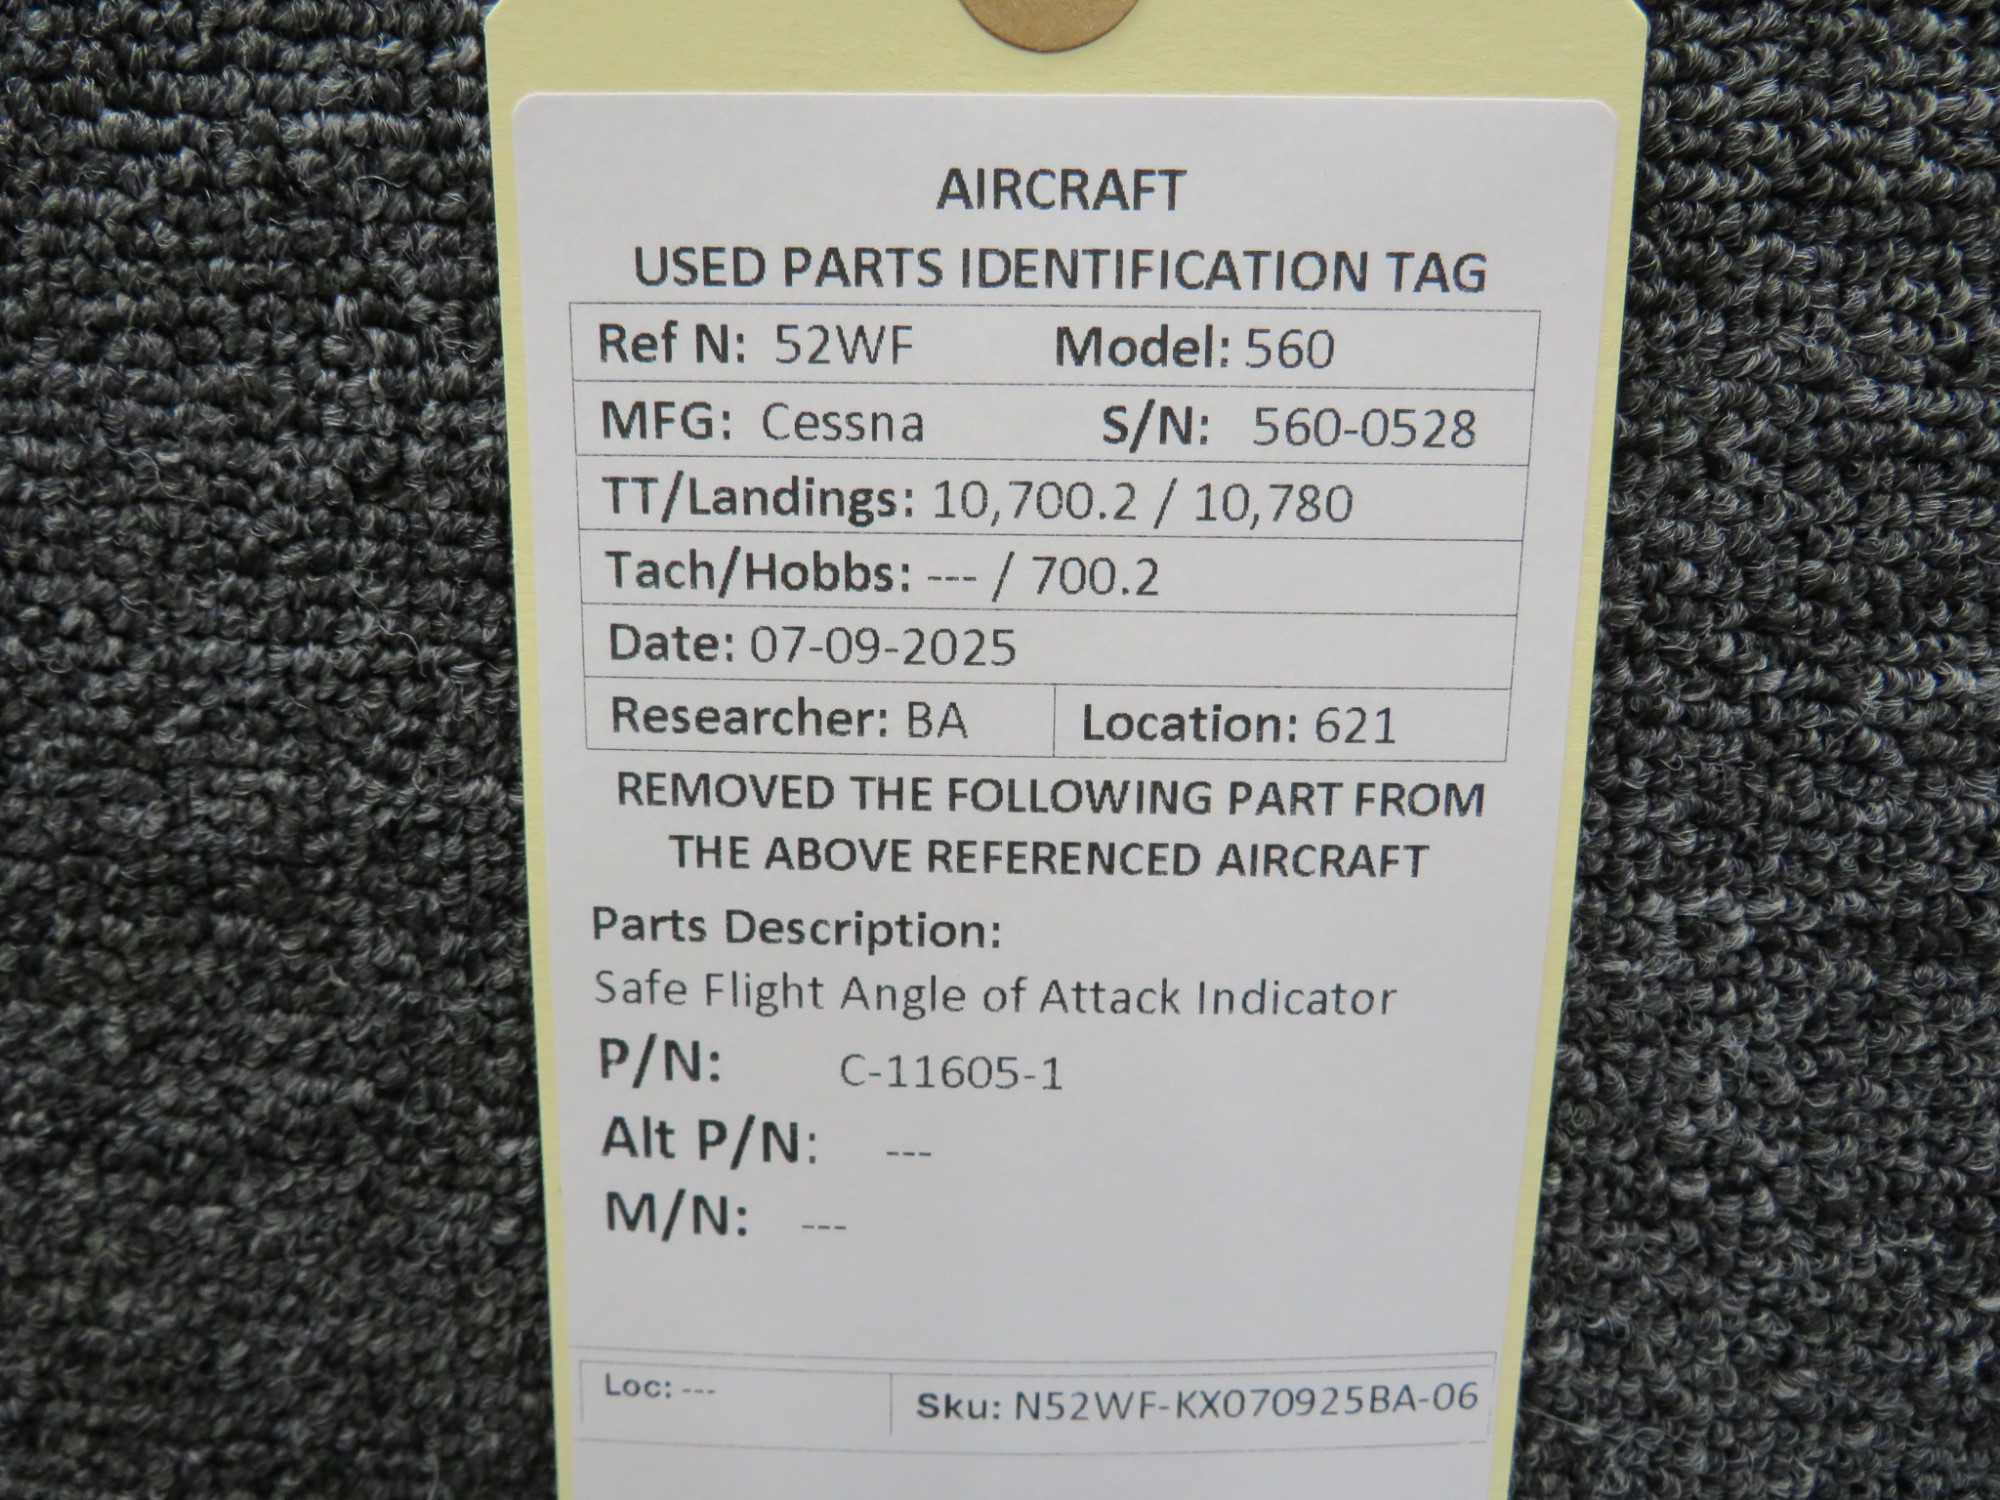 AIRCRAFT
USED PARTS IDENTIFICATION TAG
Ref N: 52WF Model: 560
MFG: Cessna S/N: 560-0528
TT/Landings: 10,700.2 / 10,780
Tach/Hobbs: --- / 700.2
Date: 07-09-2025
Researcher: BA Location: 621
REMOVED THE FOLLOWING PART FROM
THE ABOVE REFERENCED AIRCRAFT
Parts Description:
Safe Flight Angle of Attack Indicator
P/N: C-11605-1
Alt P/N: ---
M/N: ---
Loc: --- Sku: N52WF-KX070925BA-06